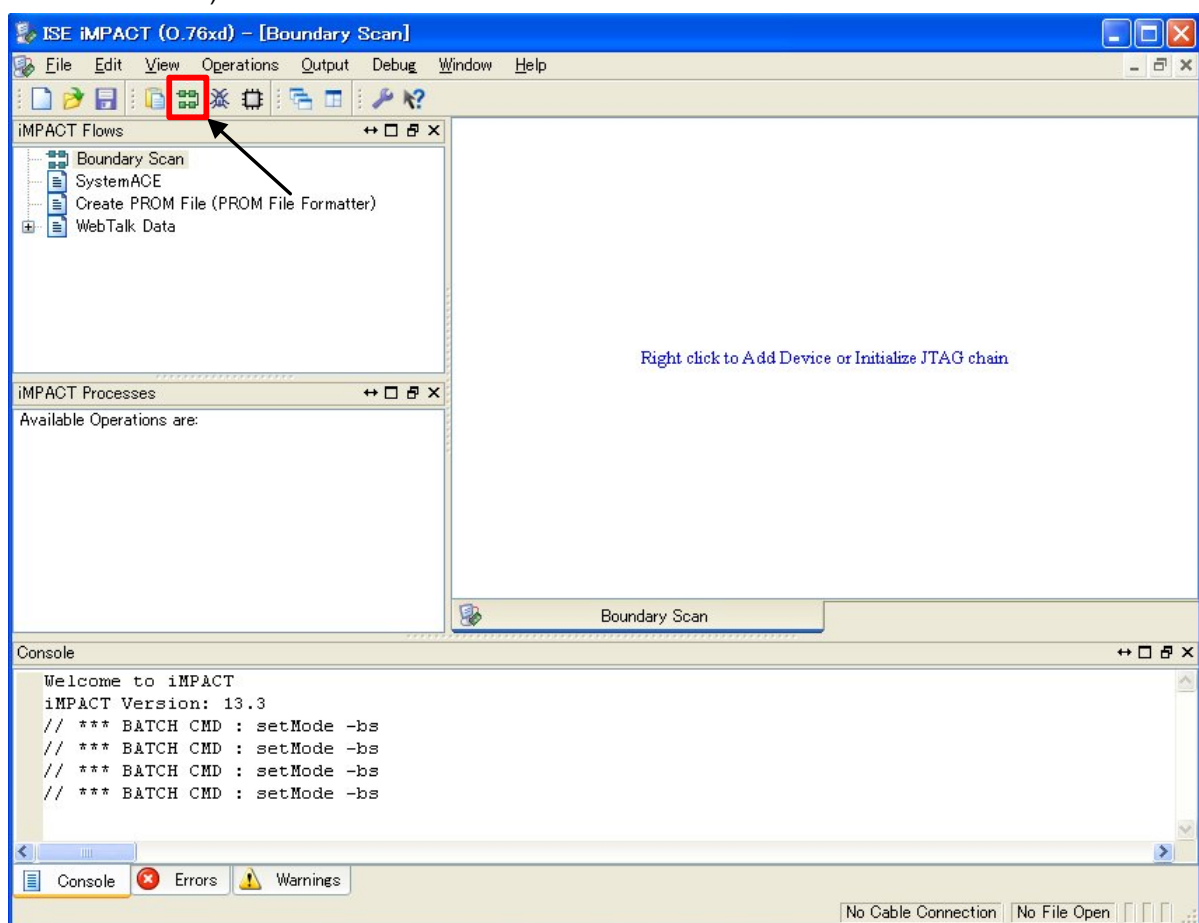 ISE iMPACT (O.76xd) - [Boundary Scan]
File Edit View Operations Output Debug Window Help
iMPACT Flows
Boundary Scan
SystemACE
Create PROM File (PROM File Formatter)
WebTalk Data
Right click to Add Device or Initialize JTAG chain
iMPACT Processes
Available Operations are:
Boundary Scan
Console
Welcome to iMPACT
iMPACT Version: 13.3
// *** BATCH CMD : setMode -bs
// *** BATCH CMD : setMode -bs
// *** BATCH CMD : setMode -bs
// *** BATCH CMD : setMode -bs
Console Errors Warnings
No Cable Connection No File Open